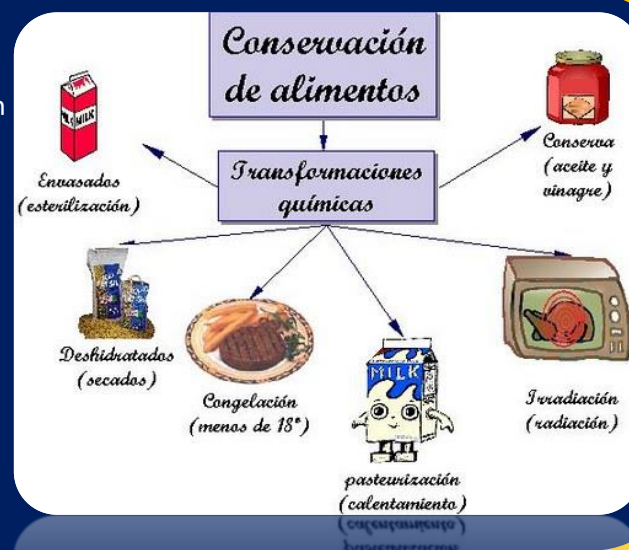 Conservación
de alimentos
Transformaciones
químicas
Envasados
(esterilización)
MILK
Conserva
(aceite y
vinagre)
Deshidratados
(secados)
Congelación
(menos de 18°)
MILK
pasteurización
(calentamiento)
Irradiación
(radiación)